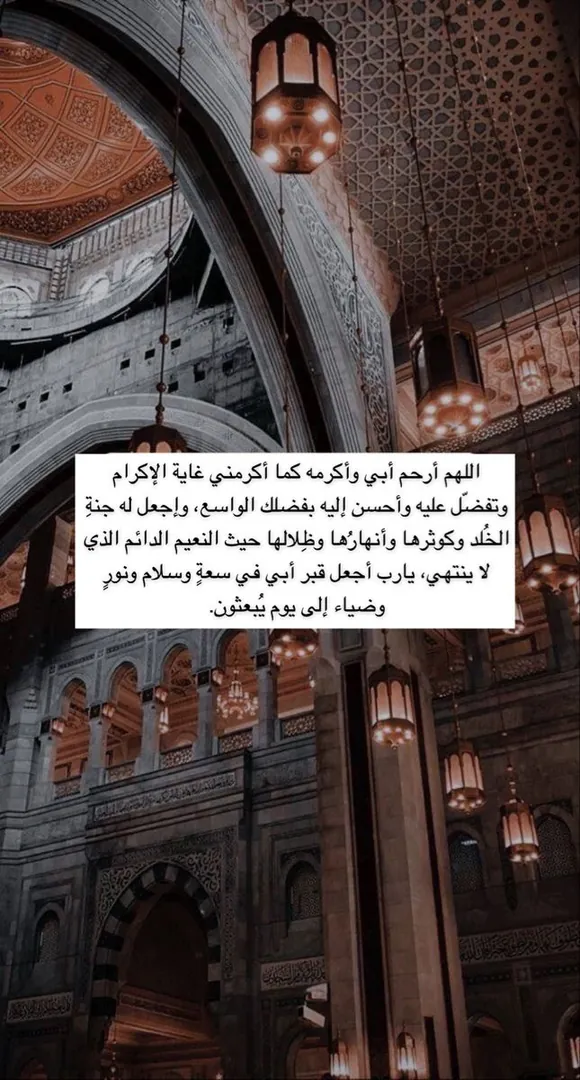 اللهم أرحم أبي وأكرمه كما أكرمني غاية الإكرام
وتفضّل عليه وأحسن إليه بفضلك الواسع، وإجعل له جنةِ
الخُلد وكوثرها وأنهارُها وظِلالها حيث النعيم الدائم الذي
لا ينتهي، يارب أجعل قبر أبي في سعةٍ وسلام ونورٍ
وضياء إلى يوم يُبعثون.